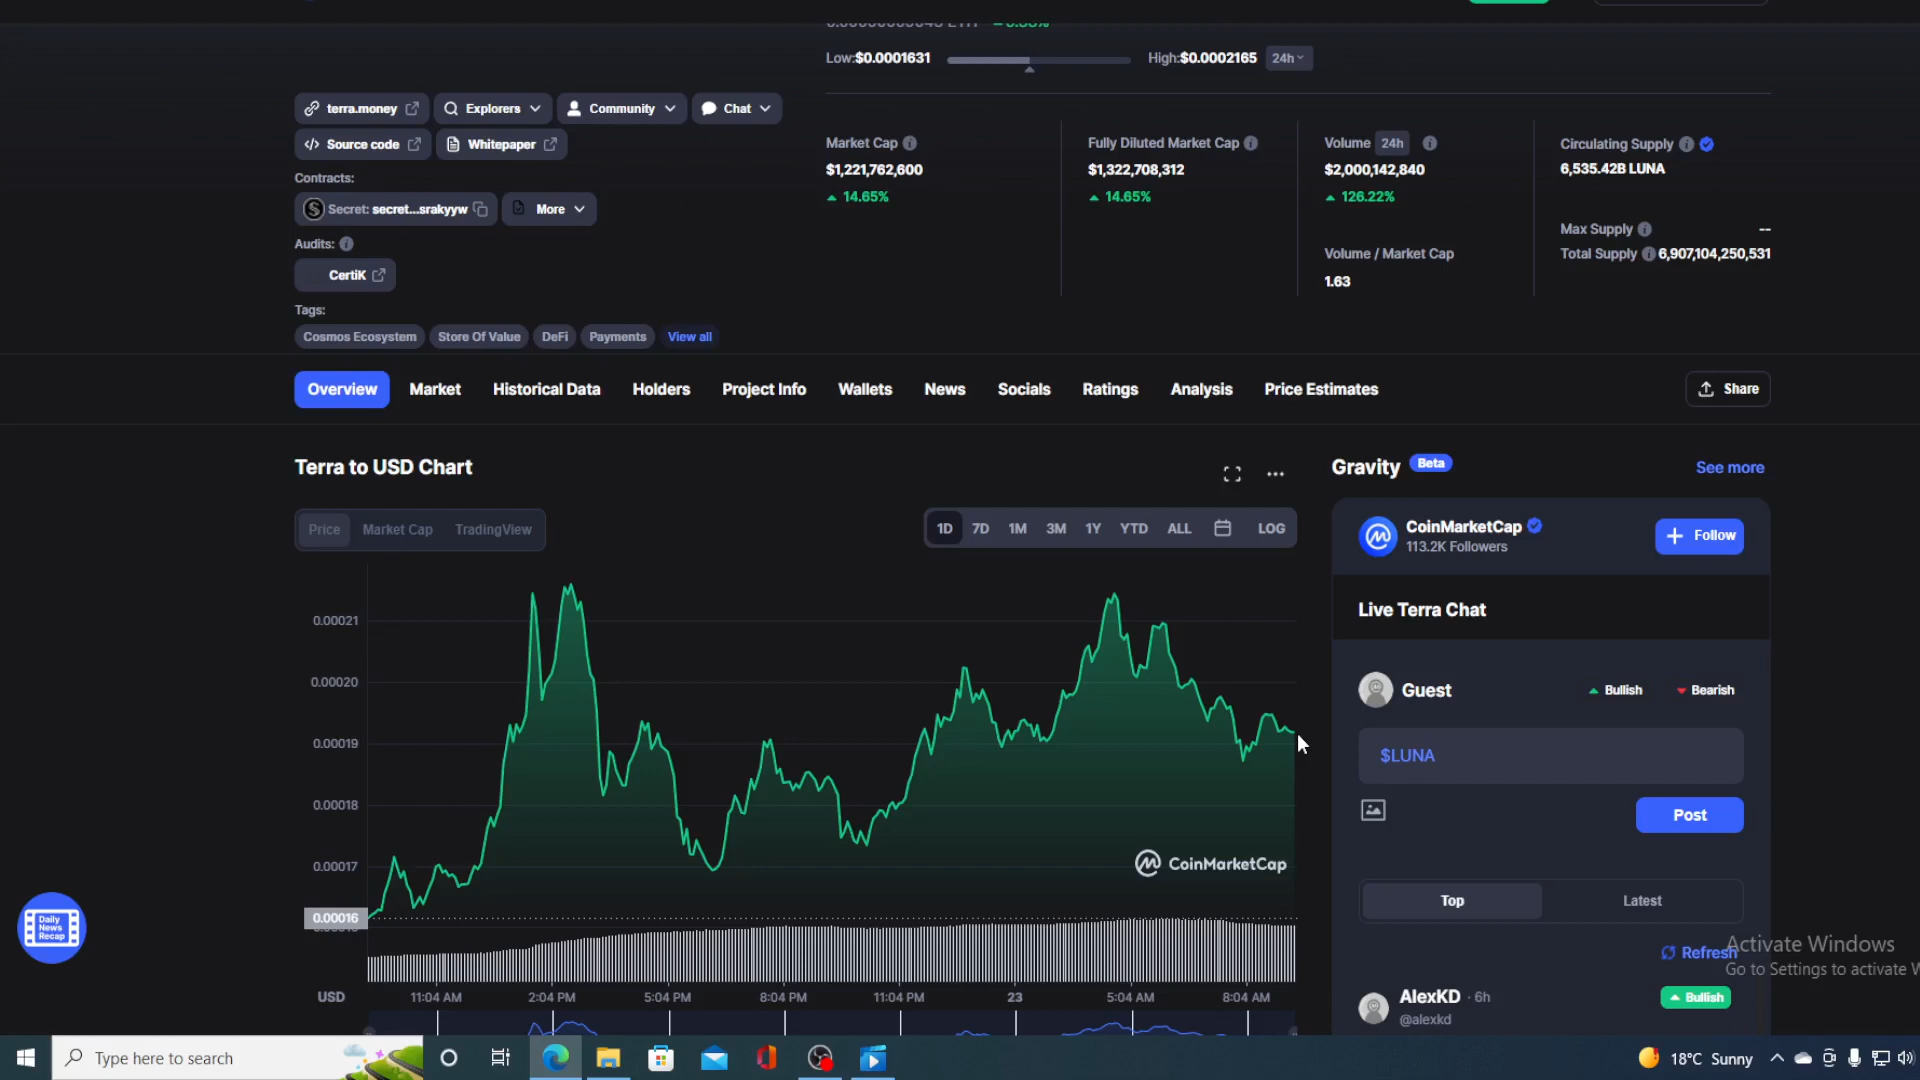 Low:$0.0001631 High:$0.0002165 24h
terra.money Explorers Community Chat
Source code Whitepaper
Contracts:
Secret: secret...srakyyw More
Audits:
CertiK
Tags:
Cosmos Ecosystem Store Of Value DeFi Payments View all
Market Cap
$1,221,762,600
14.65%
Fully Diluted Market Cap
$1,322,708,312
14.65%
Volume 24h
$2,000,142,840
126.22%
Volume / Market Cap
1.63
Circulating Supply
6,535.42B LUNA
Max Supply --
Total Supply 6,907,104,250,531
Overview Market Historical Data Holders Project Info Wallets News Socials Ratings Analysis Price Estimates Share
Terra to USD Chart
Price Market Cap TradingView
1D 7D 1M 3M 1Y YTD ALL LOG
0.00021
0.00020
0.00019
0.00018
0.00017
0.00016
CoinMarketCap
USD 11:04 AM 2:04 PM 5:04 PM 8:04 PM 11:04 PM 23 5:04 AM 8:04 AM
Gravity Beta See more
CoinMarketCap
113.2K Followers
Follow
Live Terra Chat
Guest Bullish Bearish
$LUNA
Post
Top Latest
Refresh
AlexKD · 6h Bullish
@alexkd
Daily
News
Recap
Activate Windows
Go to Settings to activate
Type here to search
18°C Sunny